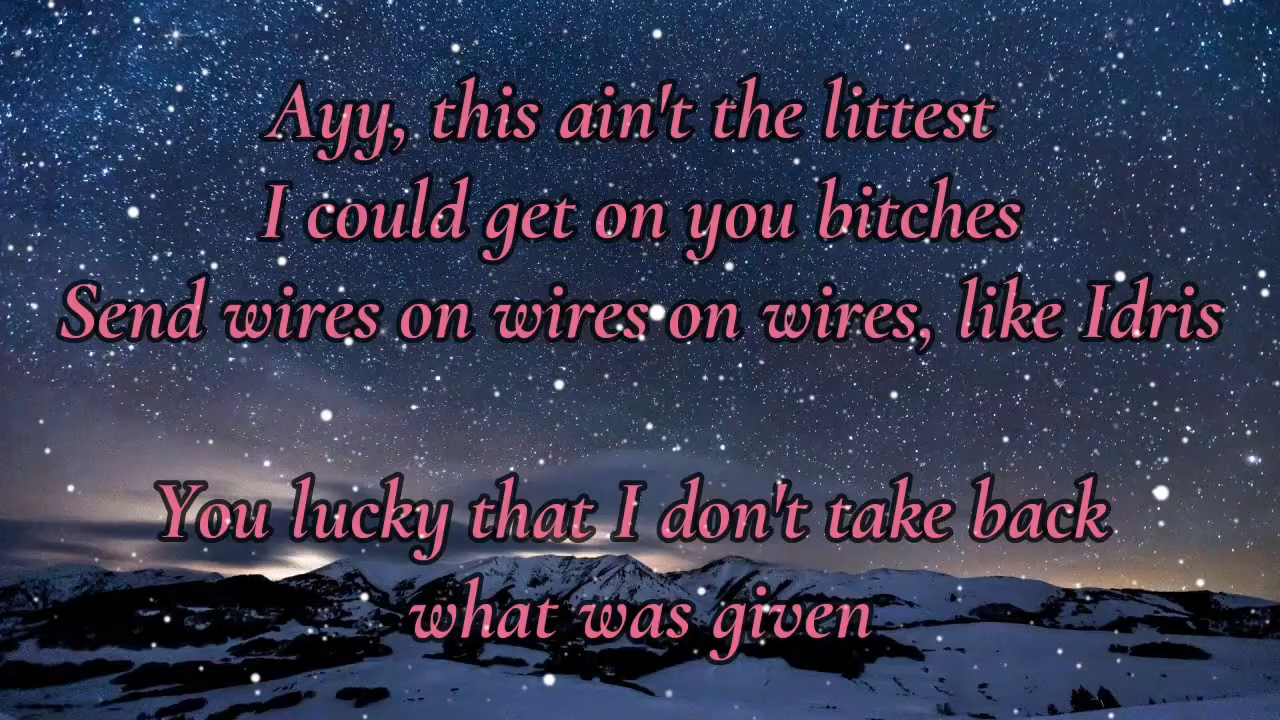 Ayy, this ain't the littest
I could get on you bitches
Send wires on wires on wires, like Idris
You lucky that I don't take back
what was given